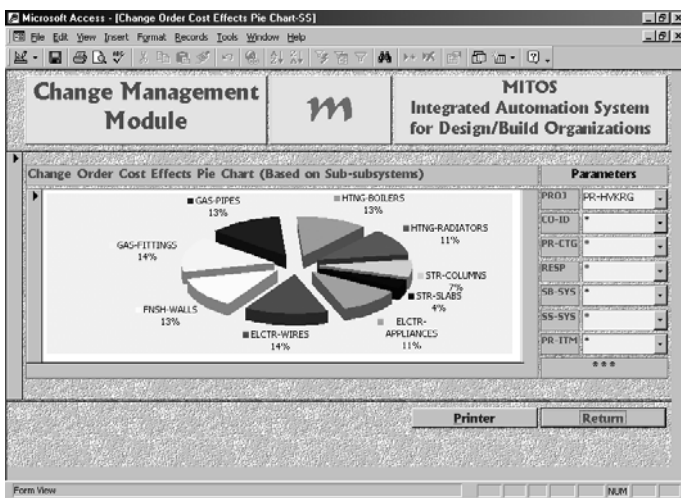 Microsoft Access - [Change Order Cost Effects Pie Chart-SS]
File Edit View Insert Format Records Tools Window Help
Change Management
Module
m
MITOS
Integrated Automation System
for Design/Build Organizations
Change Order Cost Effects Pie Chart (Based on Sub-subsystems)
GAS-PIPES
13%
HTNG-BOILERS
13%
HTNG-RADIATORS
11%
GAS-FITTINGS
14%
STR-COLUMNS
7%
STR-SLABS
4%
FNSH-WALLS
13%
ELCTR-WIRES
14%
ELCTR-
APPLIANCES
11%
Parameters
PROJ PR-HVKRG
CO-ID *
PR-CTG *
RESP *
SB-SYS *
SS-SYS *
PR-ITM *
***
Printer Return
Form View NUM